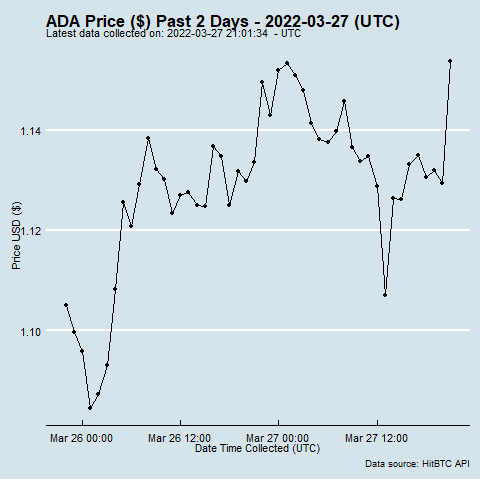 ADA Price ($) Past 2 Days - 2022-03-27 (UTC)
Latest data collected on: 2022-03-27 21:01:34 - UTC
1.14
1.12
1.10
Price USD ($)
Mar 26 00:00 Mar 26 12:00 Mar 27 00:00 Mar 27 12:00
Date Time Collected (UTC)
Data source: HitBTC API